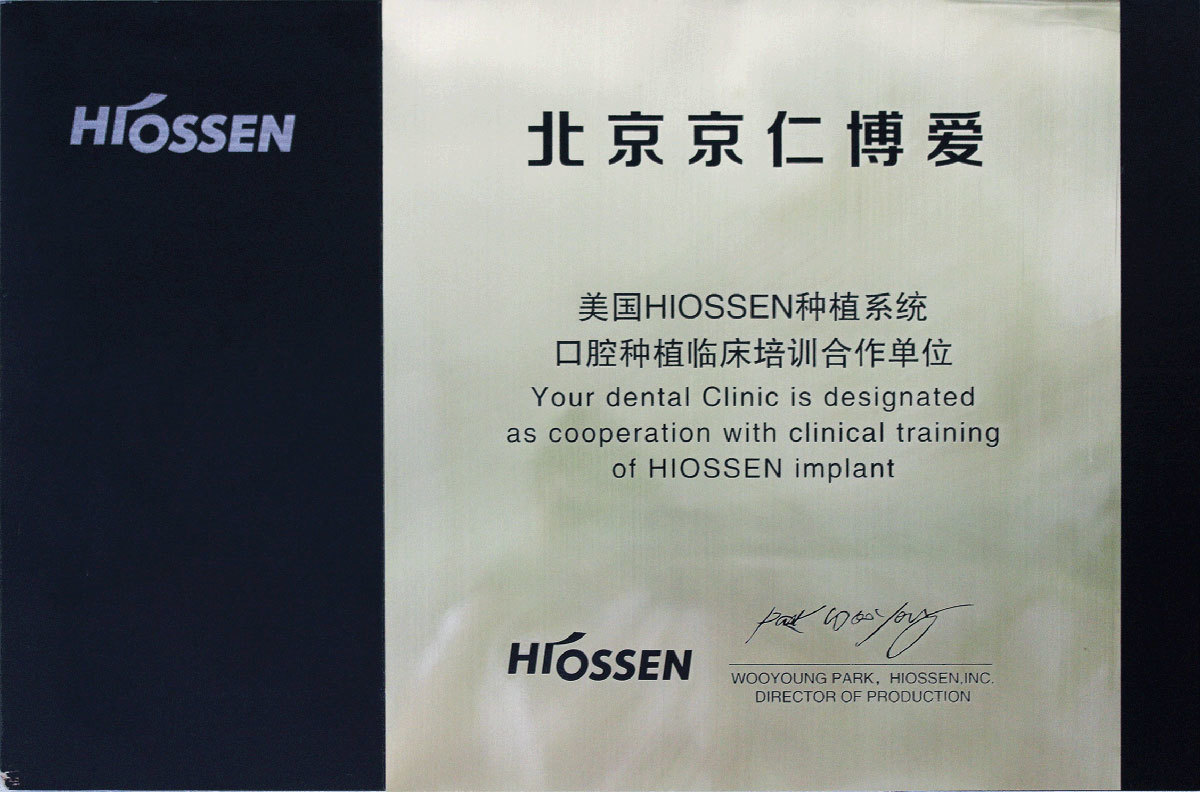 HIOSSEN
北京京仁博爱
美国HIOSSEN种植系统
口腔种植临床培训合作单位
Your dental Clinic is designated
as cooperation with clinical training
of HIOSSEN implant
Park Wooyoung
HIOSSEN
WOOYOUNG PARK, HIOSSEN,INC.
DIRECTOR OF PRODUCTION